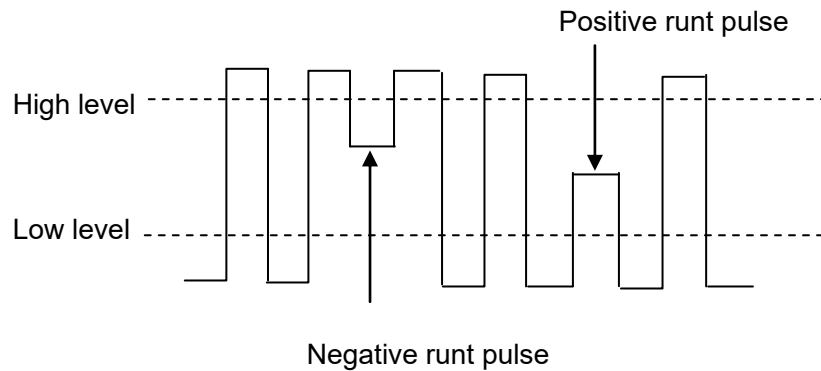 Positive runt pulse
High level
Low level
Negative runt pulse